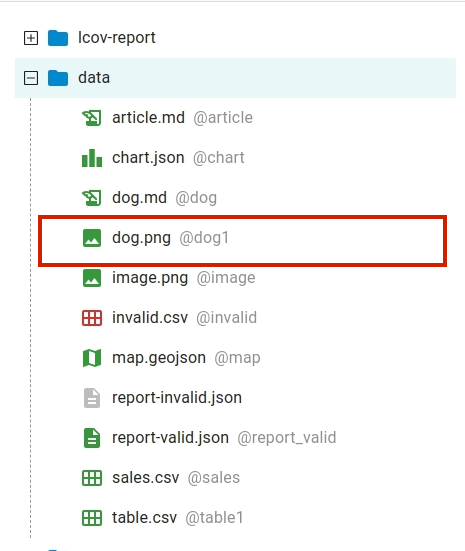 lcov-report
data
article.md @article
chart.json @chart
dog.md @dog
dog.png @dog1
image.png @image
invalid.csv @invalid
map.geojson @map
report-invalid.json
report-valid.json @report_valid
sales.csv @sales
table.csv @table1